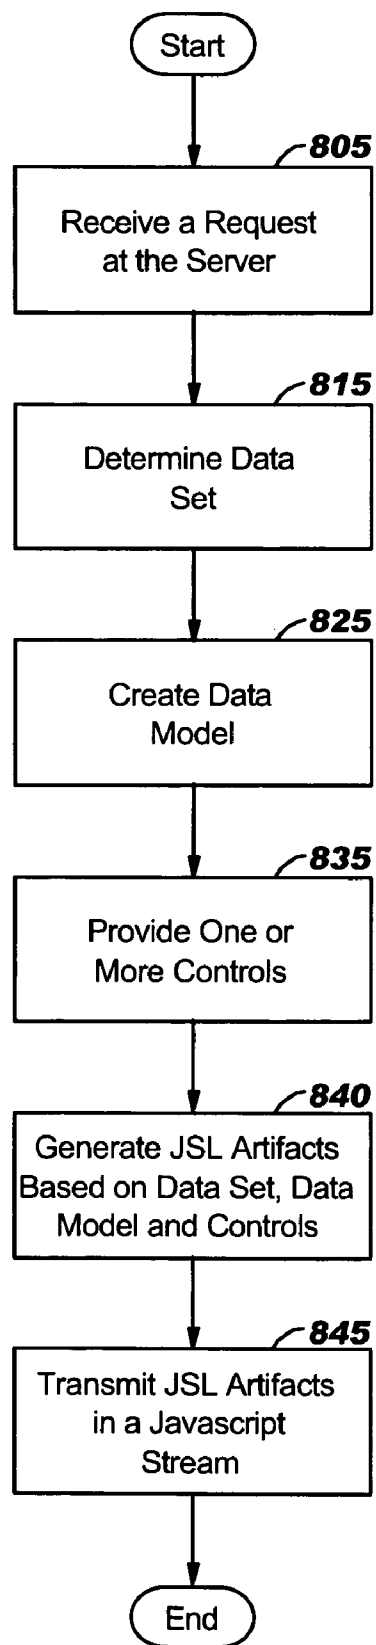 Start
805
Receive a Request
at the Server
815
Determine Data
Set
825
Create Data
Model
835
Provide One or
More Controls
840
Generate JSL Artifacts
Based on Data Set, Data
Model and Controls
845
Transmit JSL Artifacts
in a Javascript
Stream
End